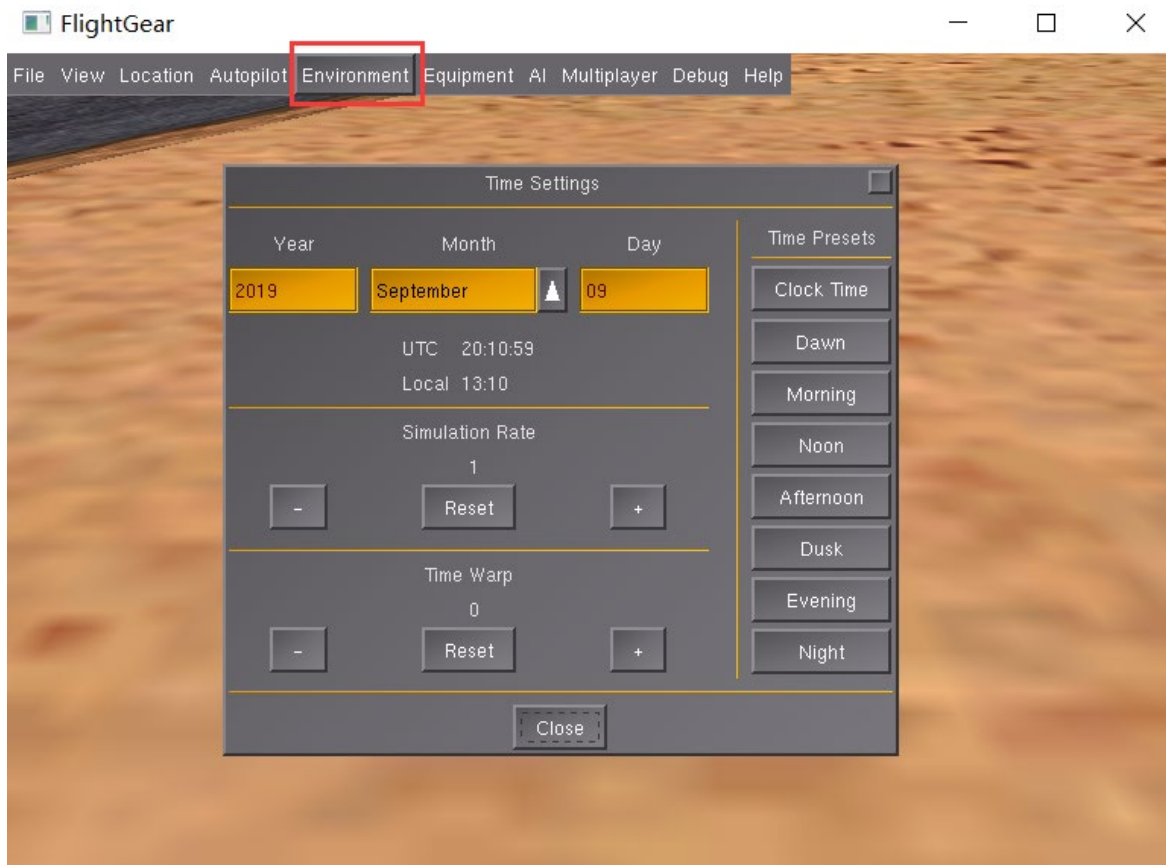 FlightGear
File View Location Autopilot Environment Equipment AI Multiplayer Debug Help
Time Settings
Year Month Day
2019 September 09
UTC 20:10:59
Local 13:10
Simulation Rate
1
- Reset +
Time Warp
0
- Reset +
Time Presets
Clock Time
Dawn
Morning
Noon
Afternoon
Dusk
Evening
Night
Close